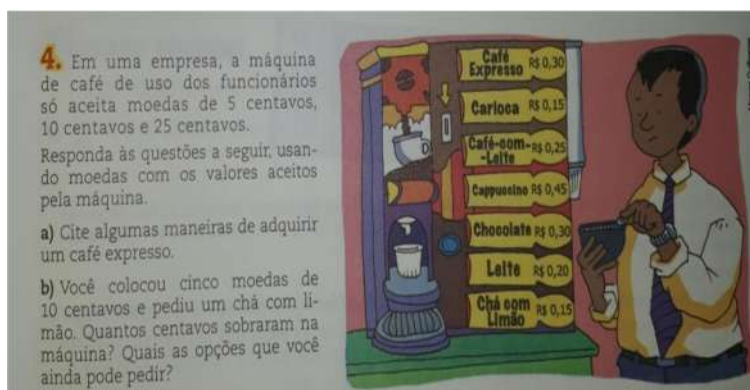 4. Em uma empresa, a máquina
de café de uso dos funcionários
só aceita moedas de 5 centavos,
10 centavos e 25 centavos.
Responda às questões a seguir, usan-
do moedas com os valores aceitos
pela máquina.
a) Cite algumas maneiras de adquirir
um café expresso.
b) Você colocou cinco moedas de
10 centavos e pediu um chá com li-
mão. Quantos centavos sobraram na
máquina? Quais as opções que você
ainda pode pedir?
Café
Expresso R$ 0,30
Carioca R$ 0,15
Café-com-
-Leite R$ 0,25
Cappuccino R$ 0,45
Chocolate R$ 0,30
Leite R$ 0,20
Chá com
Limão R$ 0,15